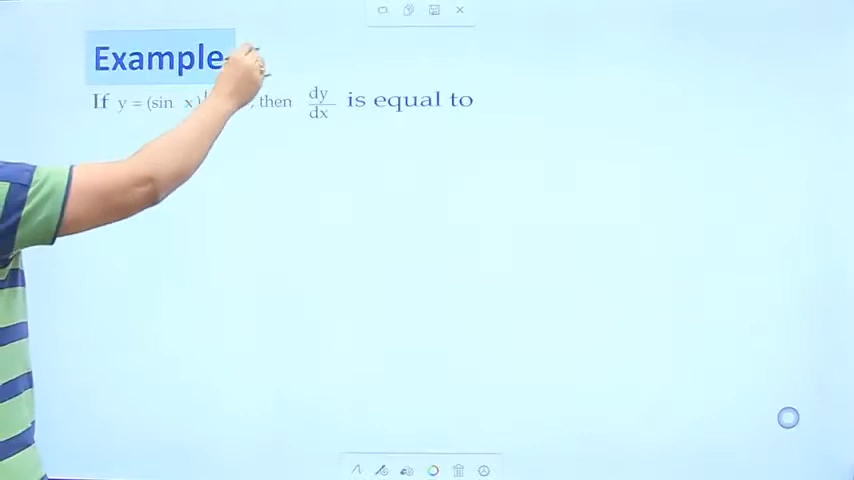 Example
If y = (sin x) , then dy/dx is equal to